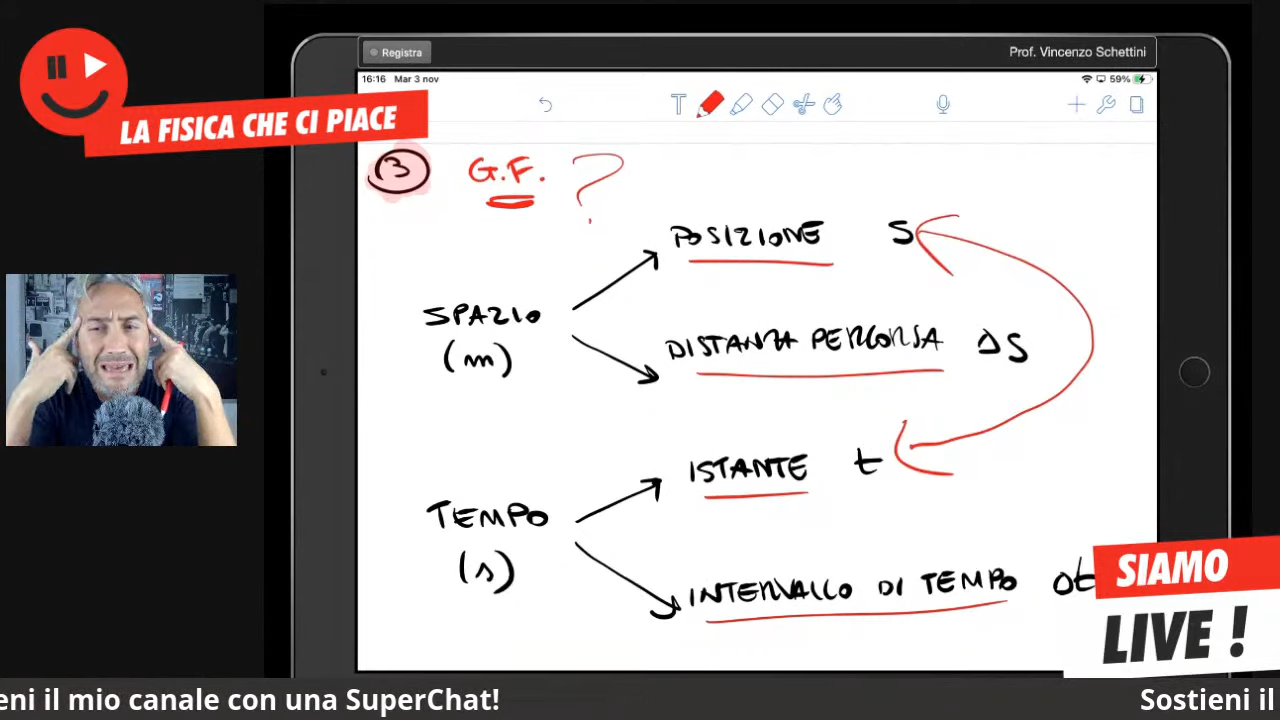 Registra
Prof. Vincenzo Schettini
16:16 Mar 3 nov
59%
LA FISICA CHE CI PIACE
T
3 G.F. ?
POSIZIONE S
SPAZIO
(m)
DISTANZA PERCORSA ΔS
ISTANTE t
TEMPO
(s)
INTERVALLO DI TEMPO Δt
SIAMO
LIVE !
eni il mio canale con una SuperChat!
Sostieni il